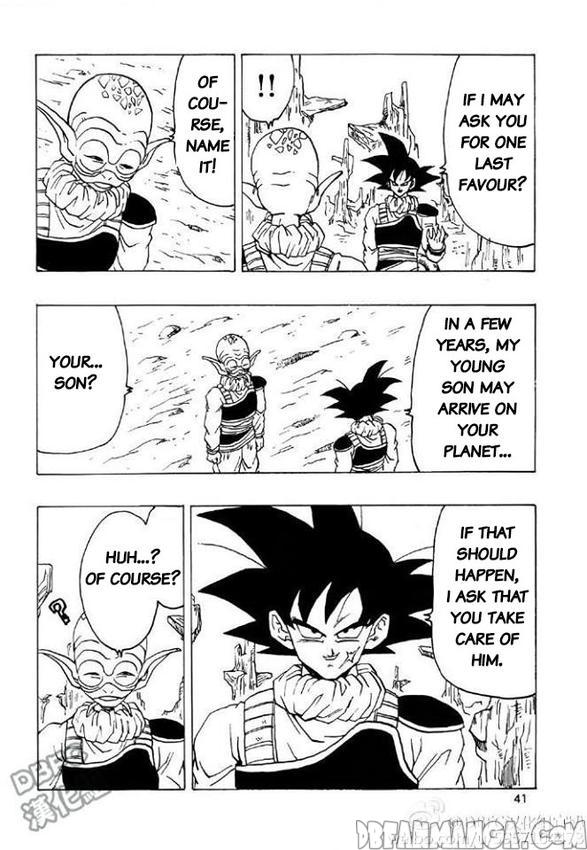 IF I MAY
ASK YOU
FOR ONE
LAST
FAVOUR?
!!
OF
COU-
RSE,
NAME
IT!
IN A FEW
YEARS, MY
YOUNG
SON MAY
ARRIVE ON
YOUR
PLANET...
YOUR...
SON?
IF THAT
SHOULD
HAPPEN,
I ASK THAT
YOU TAKE
CARE OF
HIM.
HUH...?
OF COURSE?
?
41
DBFANMANGA.COM